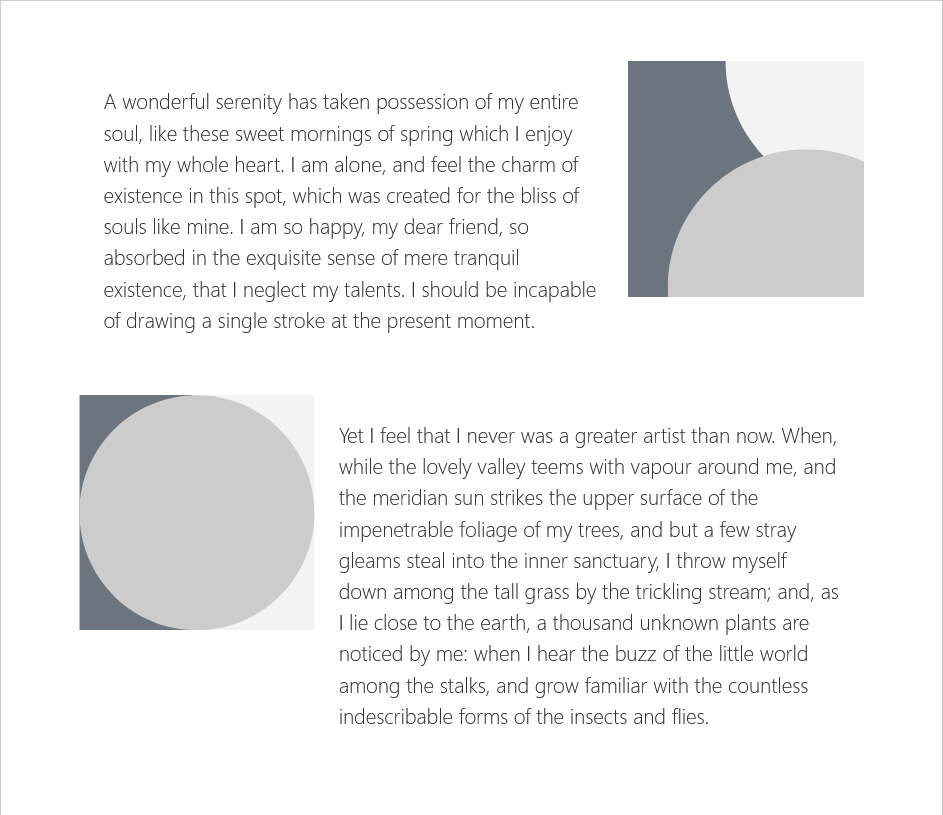 A wonderful serenity has taken possession of my entire
soul, like these sweet mornings of spring which I enjoy
with my whole heart. I am alone, and feel the charm of
existence in this spot, which was created for the bliss of
souls like mine. I am so happy, my dear friend, so
absorbed in the exquisite sense of mere tranquil
existence, that I neglect my talents. I should be incapable
of drawing a single stroke at the present moment.
Yet I feel that I never was a greater artist than now. When,
while the lovely valley teems with vapour around me, and
the meridian sun strikes the upper surface of the
impenetrable foliage of my trees, and but a few stray
gleams steal into the inner sanctuary, I throw myself
down among the tall grass by the trickling stream; and, as
I lie close to the earth, a thousand unknown plants are
noticed by me: when I hear the buzz of the little world
among the stalks, and grow familiar with the countless
indescribable forms of the insects and flies.